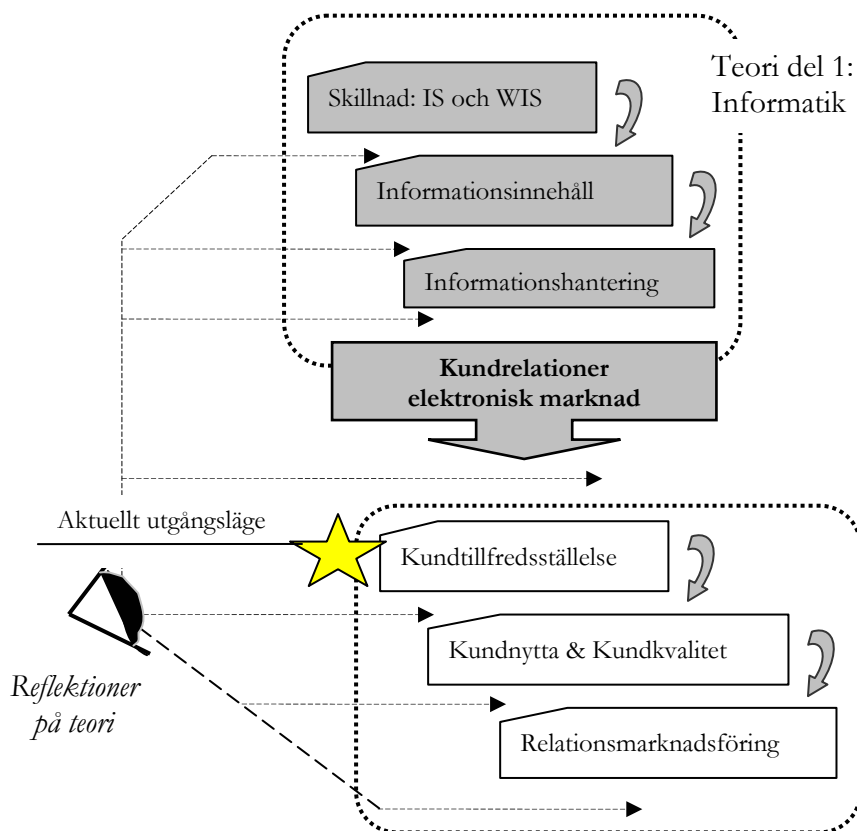 Teori del 1:
Informatik
Skillnad: IS och WIS
Informationsinnehåll
Informationshantering
Kundrelationer
elektronisk marknad
Aktuellt utgångsläge
Kundtillfredsställelse
Kundnytta & Kundkvalitet
Reflektioner
på teori
Relationsmarknadsföring